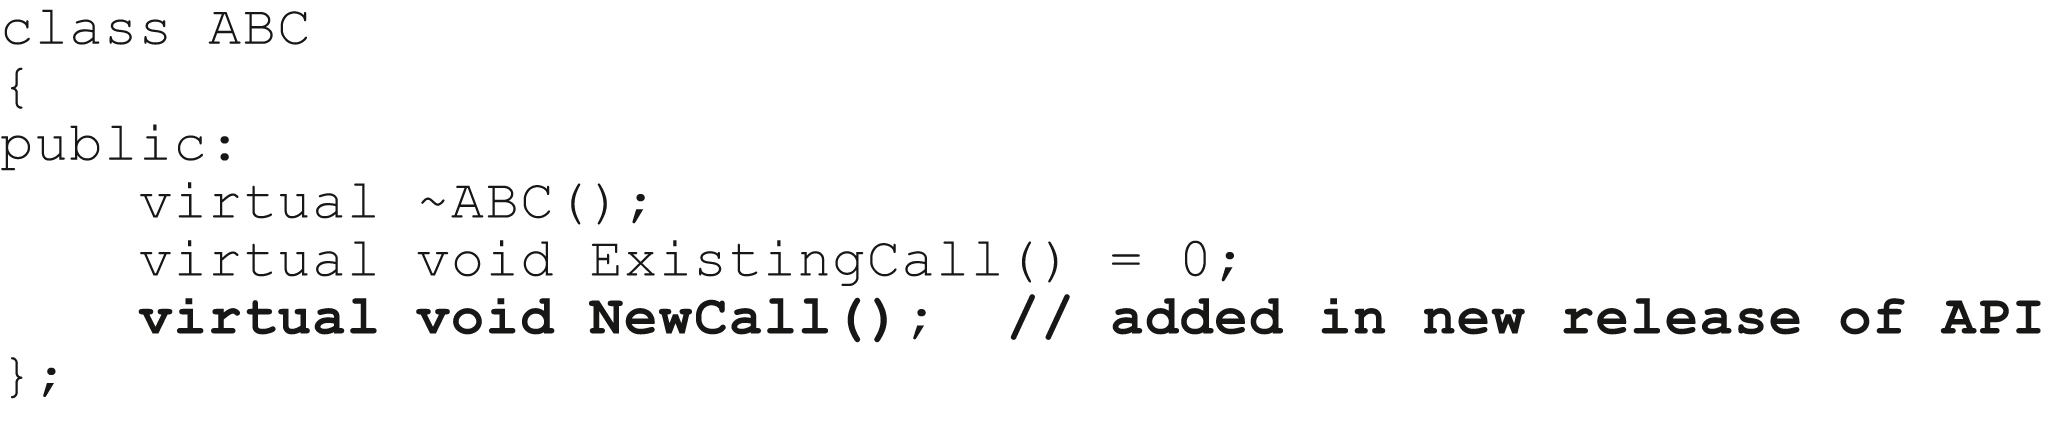 class ABC
{
public:
    virtual ~ABC();
    virtual void ExistingCall() = 0;
    virtual void NewCall();  // added in new release of API
};